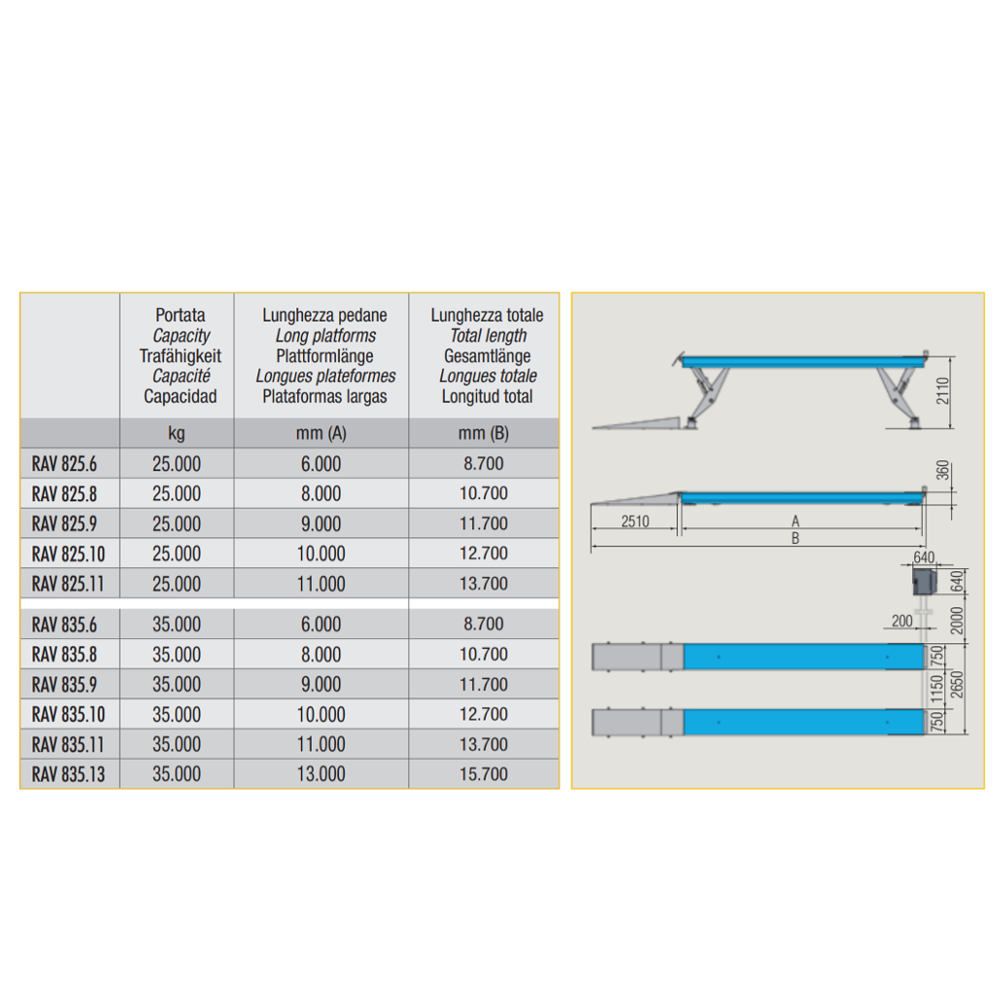 Portata
Capacity
Trafähigkeit
Capacité
Capacidad
Lunghezza pedane
Long platforms
Plattformlänge
Longues plateformes
Plataformas largas
Lunghezza totale
Total length
Gesamtlänge
Longues totale
Longitud total
kg mm (A) mm (B)
RAV 825.6 25.000 6.000 8.700
RAV 825.8 25.000 8.000 10.700
RAV 825.9 25.000 9.000 11.700
RAV 825.10 25.000 10.000 12.700
RAV 825.11 25.000 11.000 13.700
RAV 835.6 35.000 6.000 8.700
RAV 835.8 35.000 8.000 10.700
RAV 835.9 35.000 9.000 11.700
RAV 835.10 35.000 10.000 12.700
RAV 835.11 35.000 11.000 13.700
RAV 835.13 35.000 13.000 15.700
2110
360
2510
A
B
640
640
200
2000
750
1150
2650
750